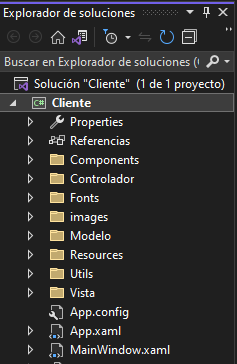 Explorador de soluciones
Buscar en Explorador de soluciones (
Solución "Cliente" (1 de 1 proyecto)
C# Cliente
Properties
Referencias
Components
Controlador
Fonts
images
Modelo
Resources
Utils
Vista
App.config
App.xaml
MainWindow.xaml